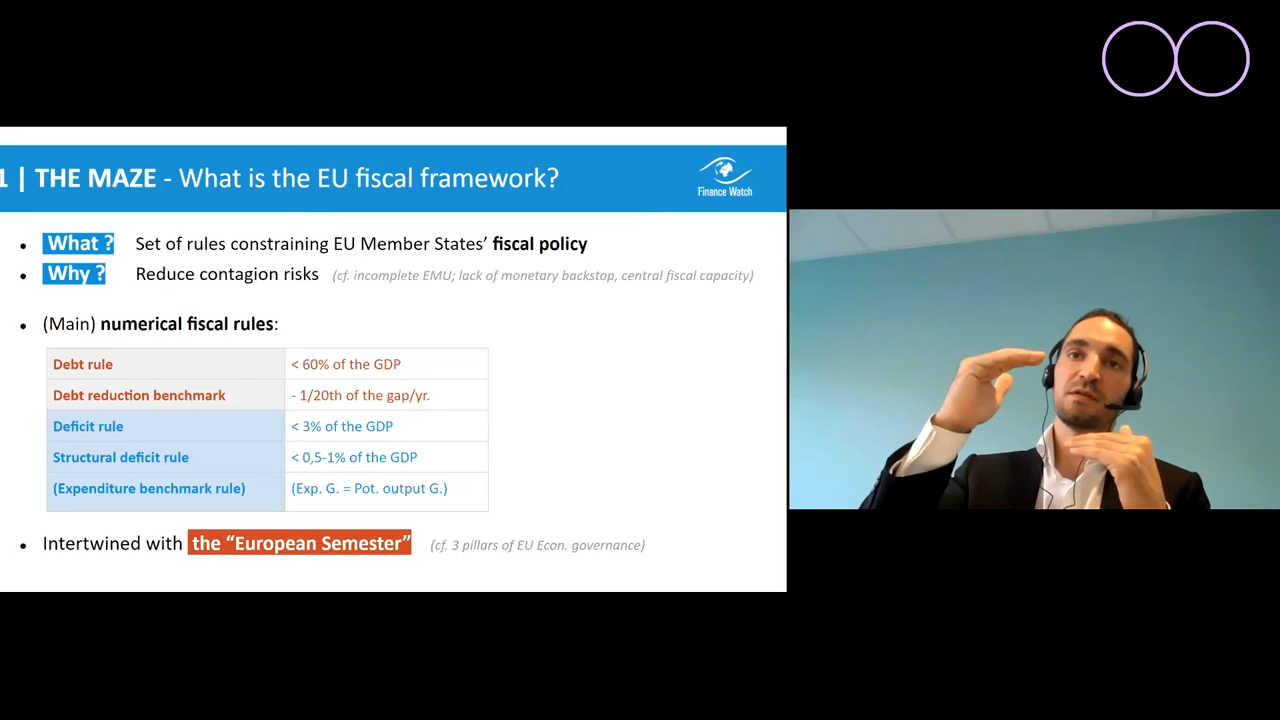 1 | THE MAZE - What is the EU fiscal framework?
Finance Watch
• What ? Set of rules constraining EU Member States’ fiscal policy
• Why ? Reduce contagion risks (cf. incomplete EMU; lack of monetary backstop, central fiscal capacity)
• (Main) numerical fiscal rules:
Debt rule < 60% of the GDP
Debt reduction benchmark - 1/20th of the gap/yr.
Deficit rule < 3% of the GDP
Structural deficit rule < 0,5-1% of the GDP
(Expenditure benchmark rule) (Exp. G. = Pot. output G.)
• Intertwined with the “European Semester” (cf. 3 pillars of EU Econ. governance)